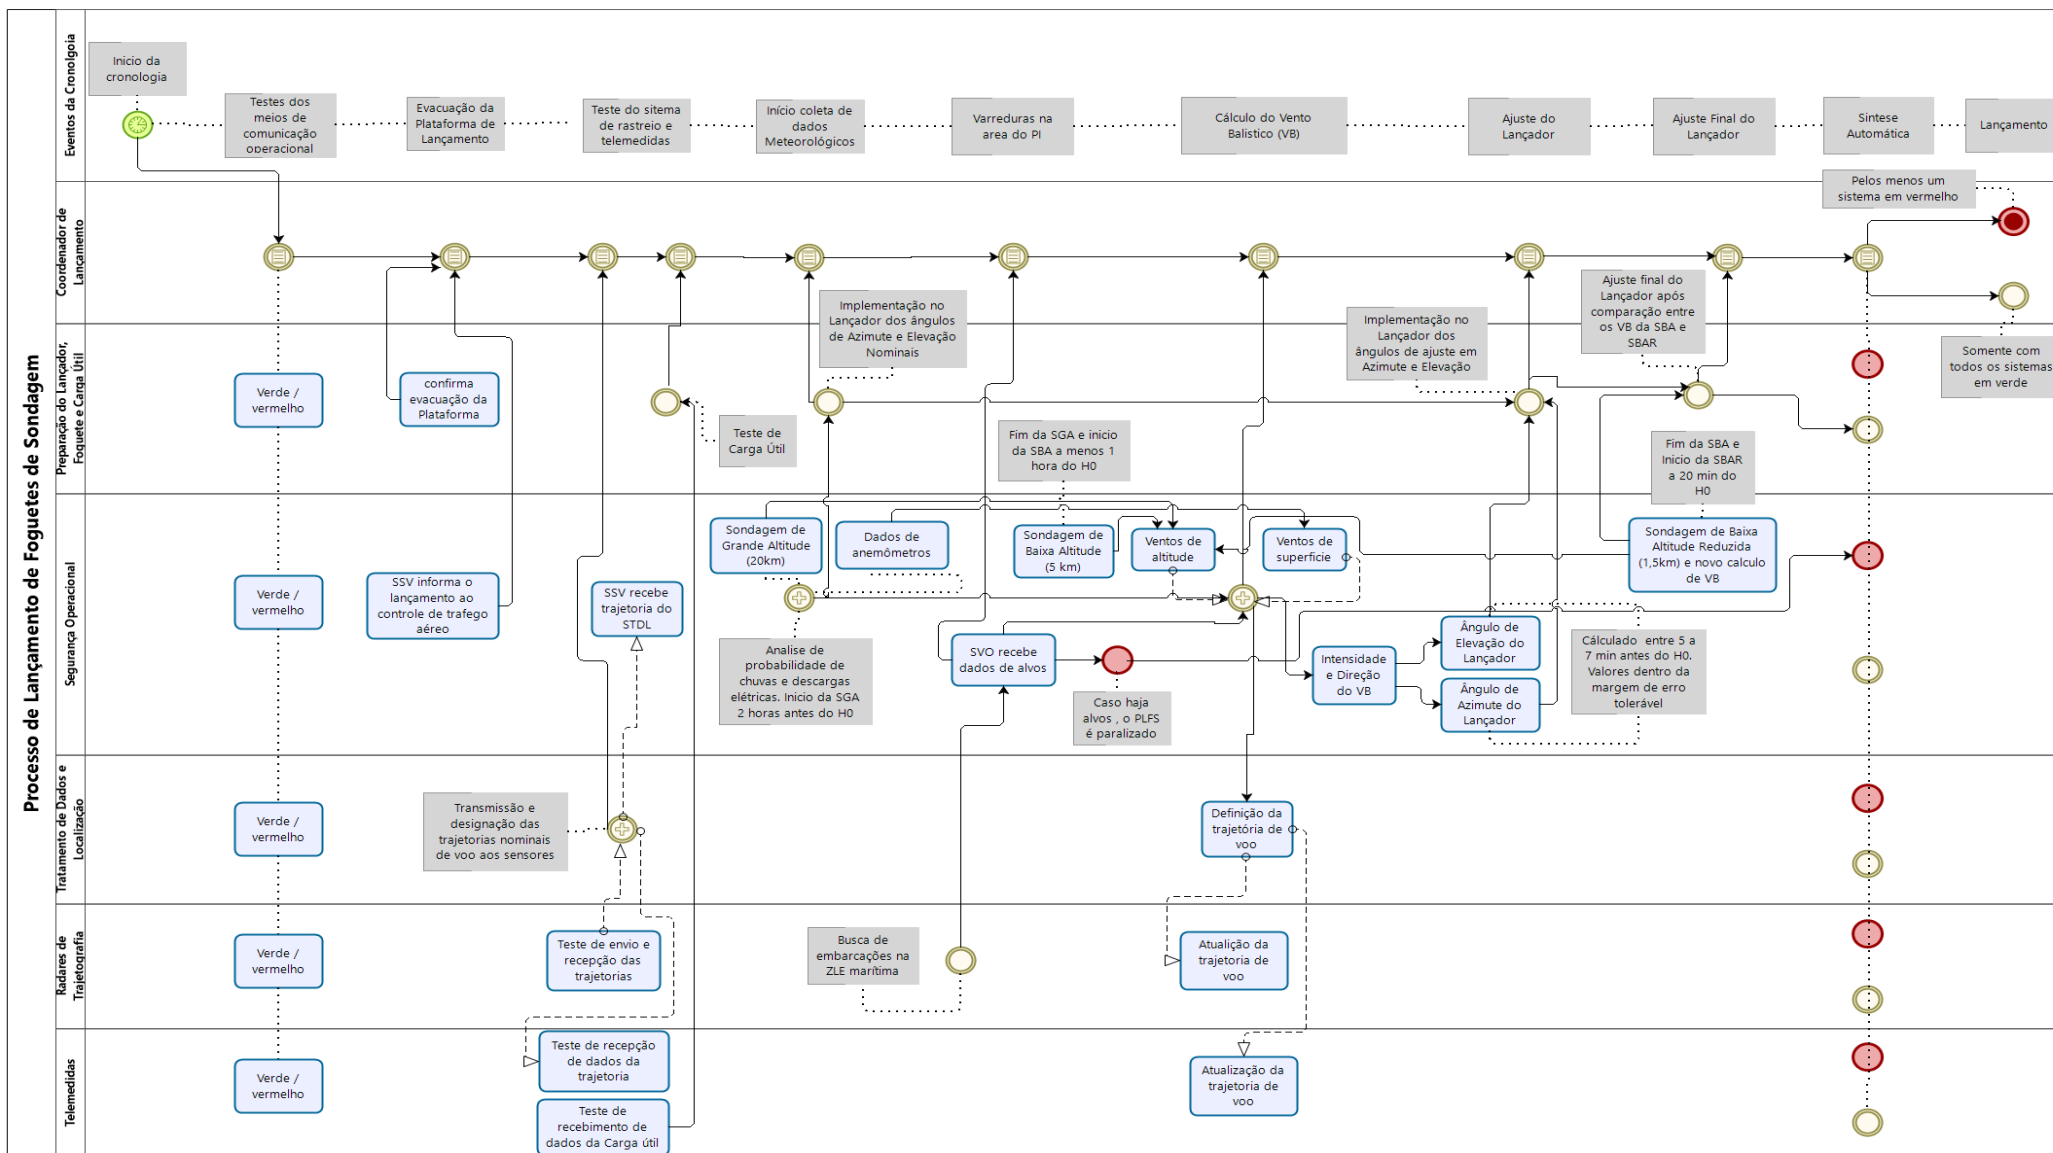 Processo de Lançamento de Foguetes de Sondagem
Eventos da Cronolgoia
Inicio da
cronologia
Testes dos
meios de
comunicação
operacional
Evacuação da
Plataforma de
Lançamento
Teste do sitema
de rastreio e
telemedidas
Início coleta de
dados
Meteorológicos
Varreduras na
area do PI
Cálculo do Vento
Balistico (VB)
Ajuste do
Lançador
Ajuste Final do
Lançador
Sintese
Automática
Lançamento
Coordenador de
Lançamento
Pelos menos um
sistema em vermelho
Implementação no
Lançador dos ângulos
de Azimute e Elevação
Nominais
Implementação no
Lançador dos
ângulos de ajuste em
Azimute e Elevação
Ajuste final do
Lançador após
comparação entre
os VB da SBA e
SBAR
Somente com
todos os sistemas
em verde
Preparação do Lançador,
Foquete e Carga Útil
Verde /
vermelho
confirma
evacuação da
Plataforma
Teste de
Carga Útil
Fim da SGA e inicio
da SBA a menos 1
hora do H0
Fim da SBA e
Inicio da SBAR
a 20 min do
H0
Segurança Operacional
Verde /
vermelho
SSV informa o
lançamento ao
controle de trafego
aéreo
SSV recebe
trajetoria do
STDL
Sondagem de
Grande Altitude
(20km)
Dados de
anemômetros
Sondagem de
Baixa Altitude
(5 km)
Ventos de
altitude
Ventos de
superficie
Sondagem de Baixa
Altitude Reduzida
(1,5km) e novo calculo
de VB
Analise de
probabilidade de
chuvas e descargas
elétricas. Inicio da SGA
2 horas antes do H0
SVO recebe
dados de alvos
Caso haja
alvos , o PLFS
é paralizado
Intensidade
e Direção
do VB
Ângulo de
Elevação do
Lançador
Ângulo de
Azimute do
Lançador
Cálculado  entre 5 a
7 min antes do H0.
Valores dentro da
margem de erro
tolerável
Tratamento de Dados e
Localização
Verde /
vermelho
Transmissão e
designação das
trajetorias nominais
de voo aos sensores
Definição da
trajetória de
voo
Radares de
Trajetografia
Verde /
vermelho
Teste de envio e
recepção das
trajetorias
Busca de
embarcações na
ZLE marítima
Atualição da
trajetoria de
voo
Telemedidas
Verde /
vermelho
Teste de recepção
de dados da
trajetoria
Teste de
recebimento de
dados da Carga útil
Atualização da
trajetoria de
voo